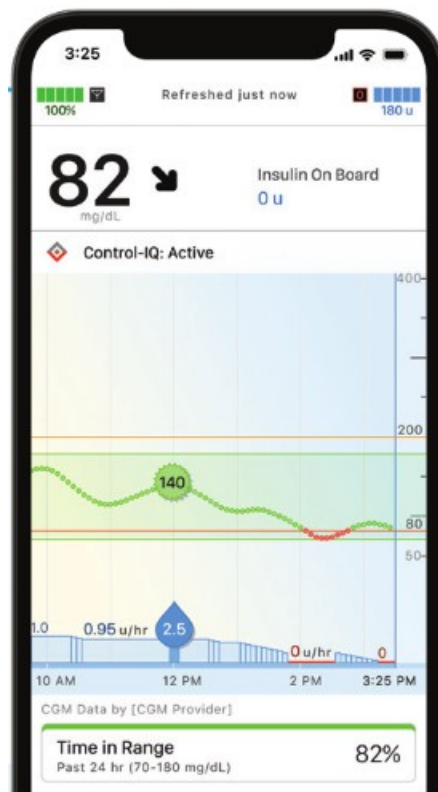 3:25
100%
Refreshed just now
0
180 u
82
mg/dL
Insulin On Board
0 u
Control-IQ: Active
400
200
140
80
50
1.0
0.95 u/hr
2.5
0 u/hr
0
10 AM
12 PM
2 PM
3:25 PM
CGM Data by [CGM Provider]
Time in Range
Past 24 hr (70-180 mg/dL)
82%